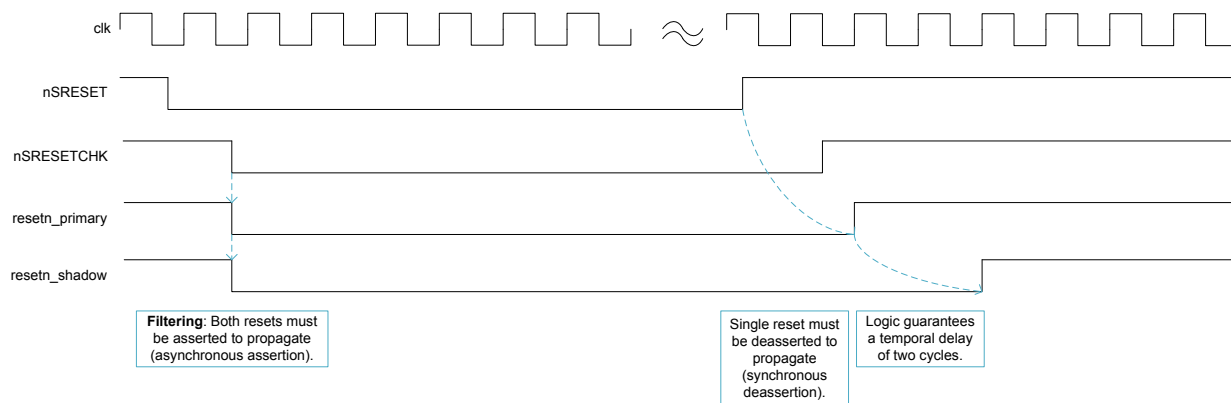 clk
nSRESET
nSRESETCHK
resetn_primary
resetn_shadow
Filtering: Both resets must
be asserted to propagate
(asynchronous assertion).
Single reset must
be deasserted to
propagate
(synchronous
deassertion).
Logic guarantees
a temporal delay
of two cycles.